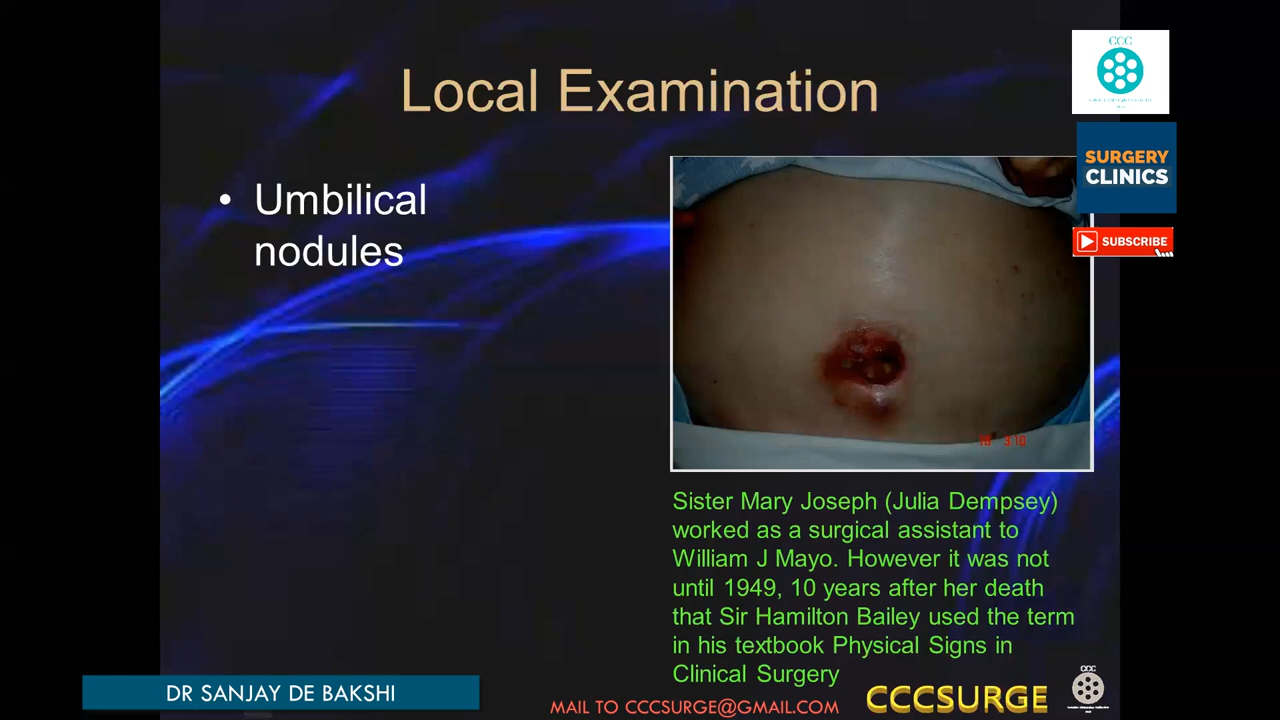 Local Examination
CCC
SURGERY
CLINICS
SUBSCRIBE
• Umbilical
nodules
Sister Mary Joseph (Julia Dempsey)
worked as a surgical assistant to
William J Mayo. However it was not
until 1949, 10 years after her death
that Sir Hamilton Bailey used the term
in his textbook Physical Signs in
Clinical Surgery
DR SANJAY DE BAKSHI
MAIL TO CCCSURGE@GMAIL.COM
CCCSURGE
CCC